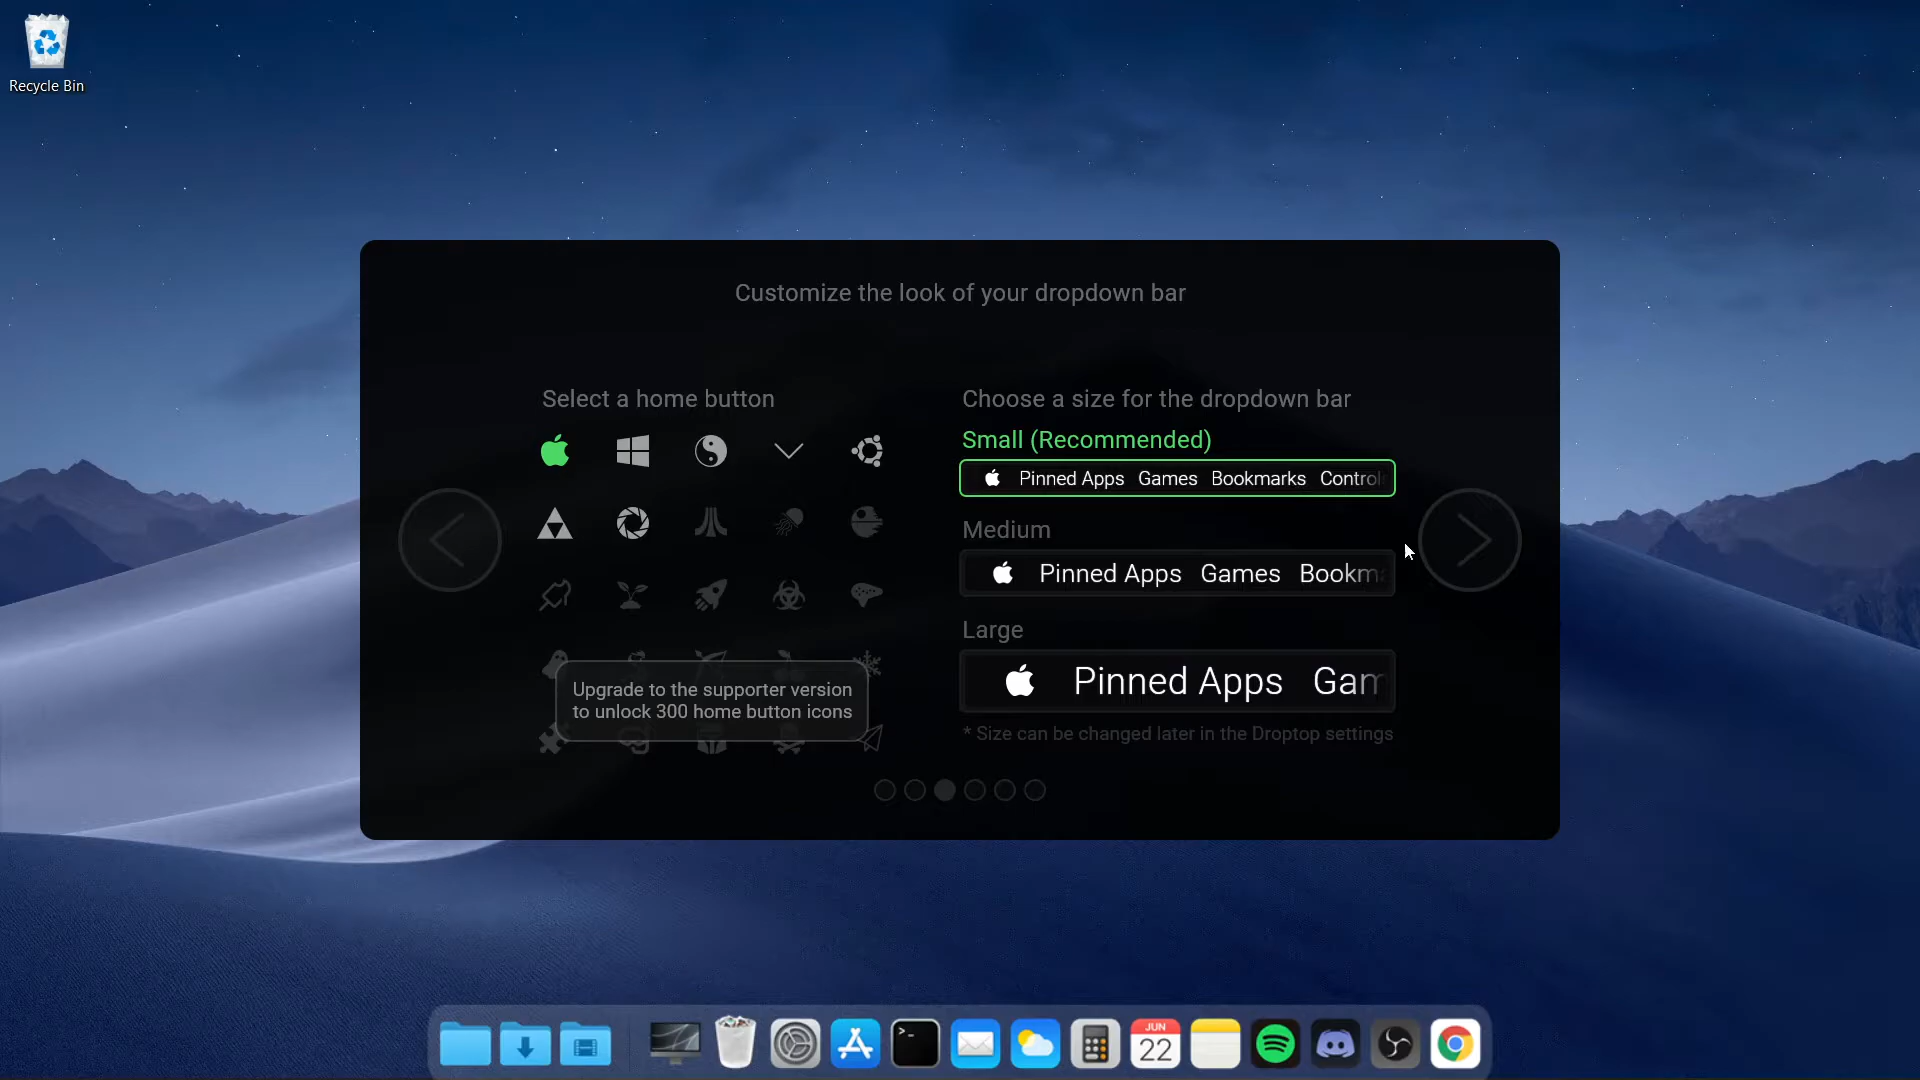 Recycle Bin
Customize the look of your dropdown bar
Select a home button
Choose a size for the dropdown bar
Small (Recommended)
Pinned Apps Games Bookmarks Control
Medium
Pinned Apps Games Bookm
Large
Pinned Apps Gam
Upgrade to the supporter version
to unlock 300 home button icons
* Size can be changed later in the Droptop settings
>_
JUN
22